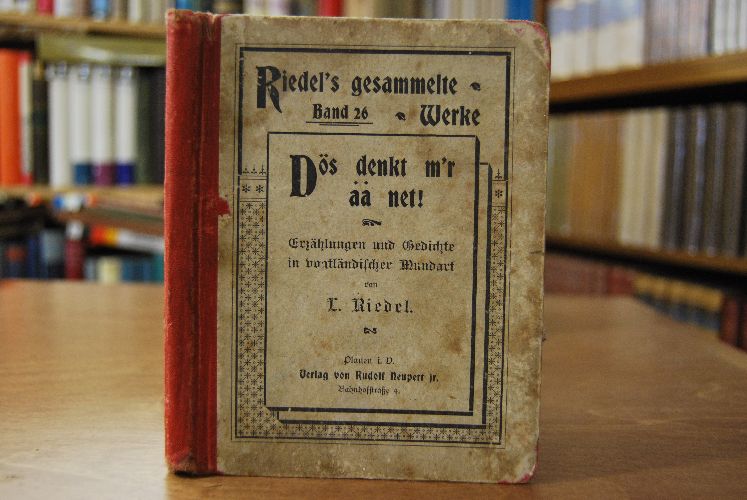 Riedel's gesammelte
Band 26 Werke
Dös denkt m'r
ää net!
Erzählungen und Gedichte
in vogtländischer Mundart
von
L. Riedel.
Plauen i. V.
Verlag von Rudolf Neupert jr.
Bahnhofstraße 4.